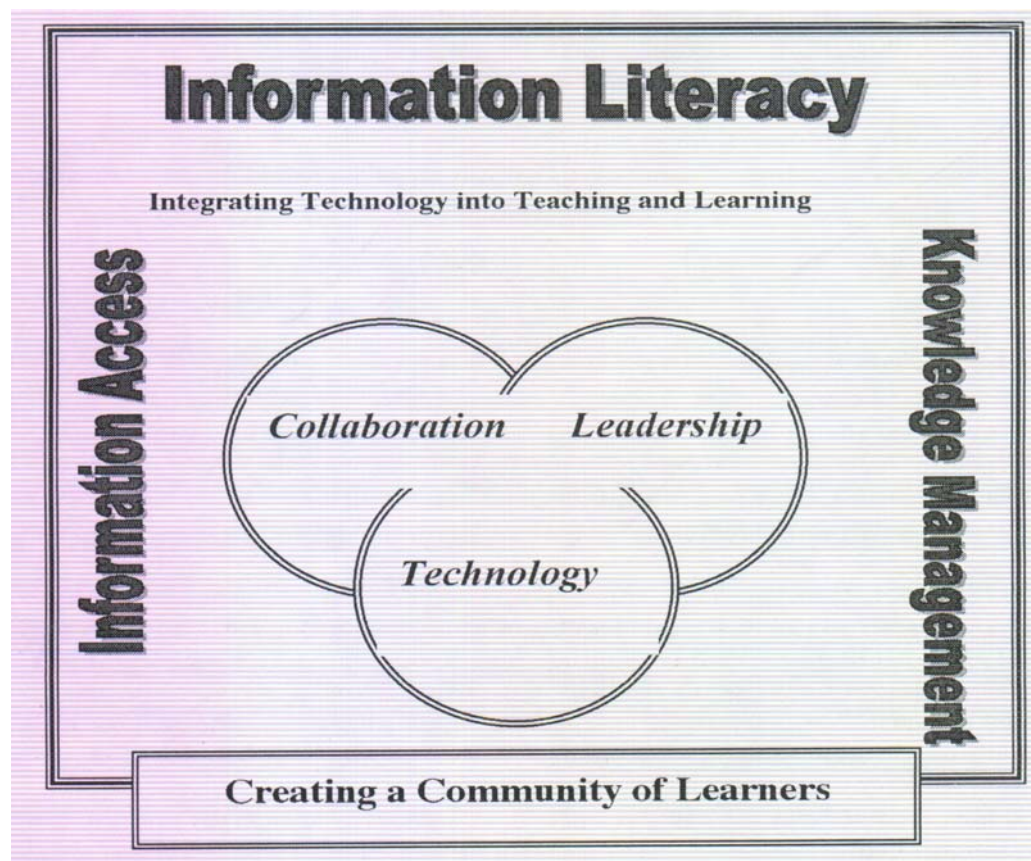 Information Literacy
Integrating Technology into Teaching and Learning
Information Access
Knowledge Management
Collaboration
Leadership
Technology
Creating a Community of Learners